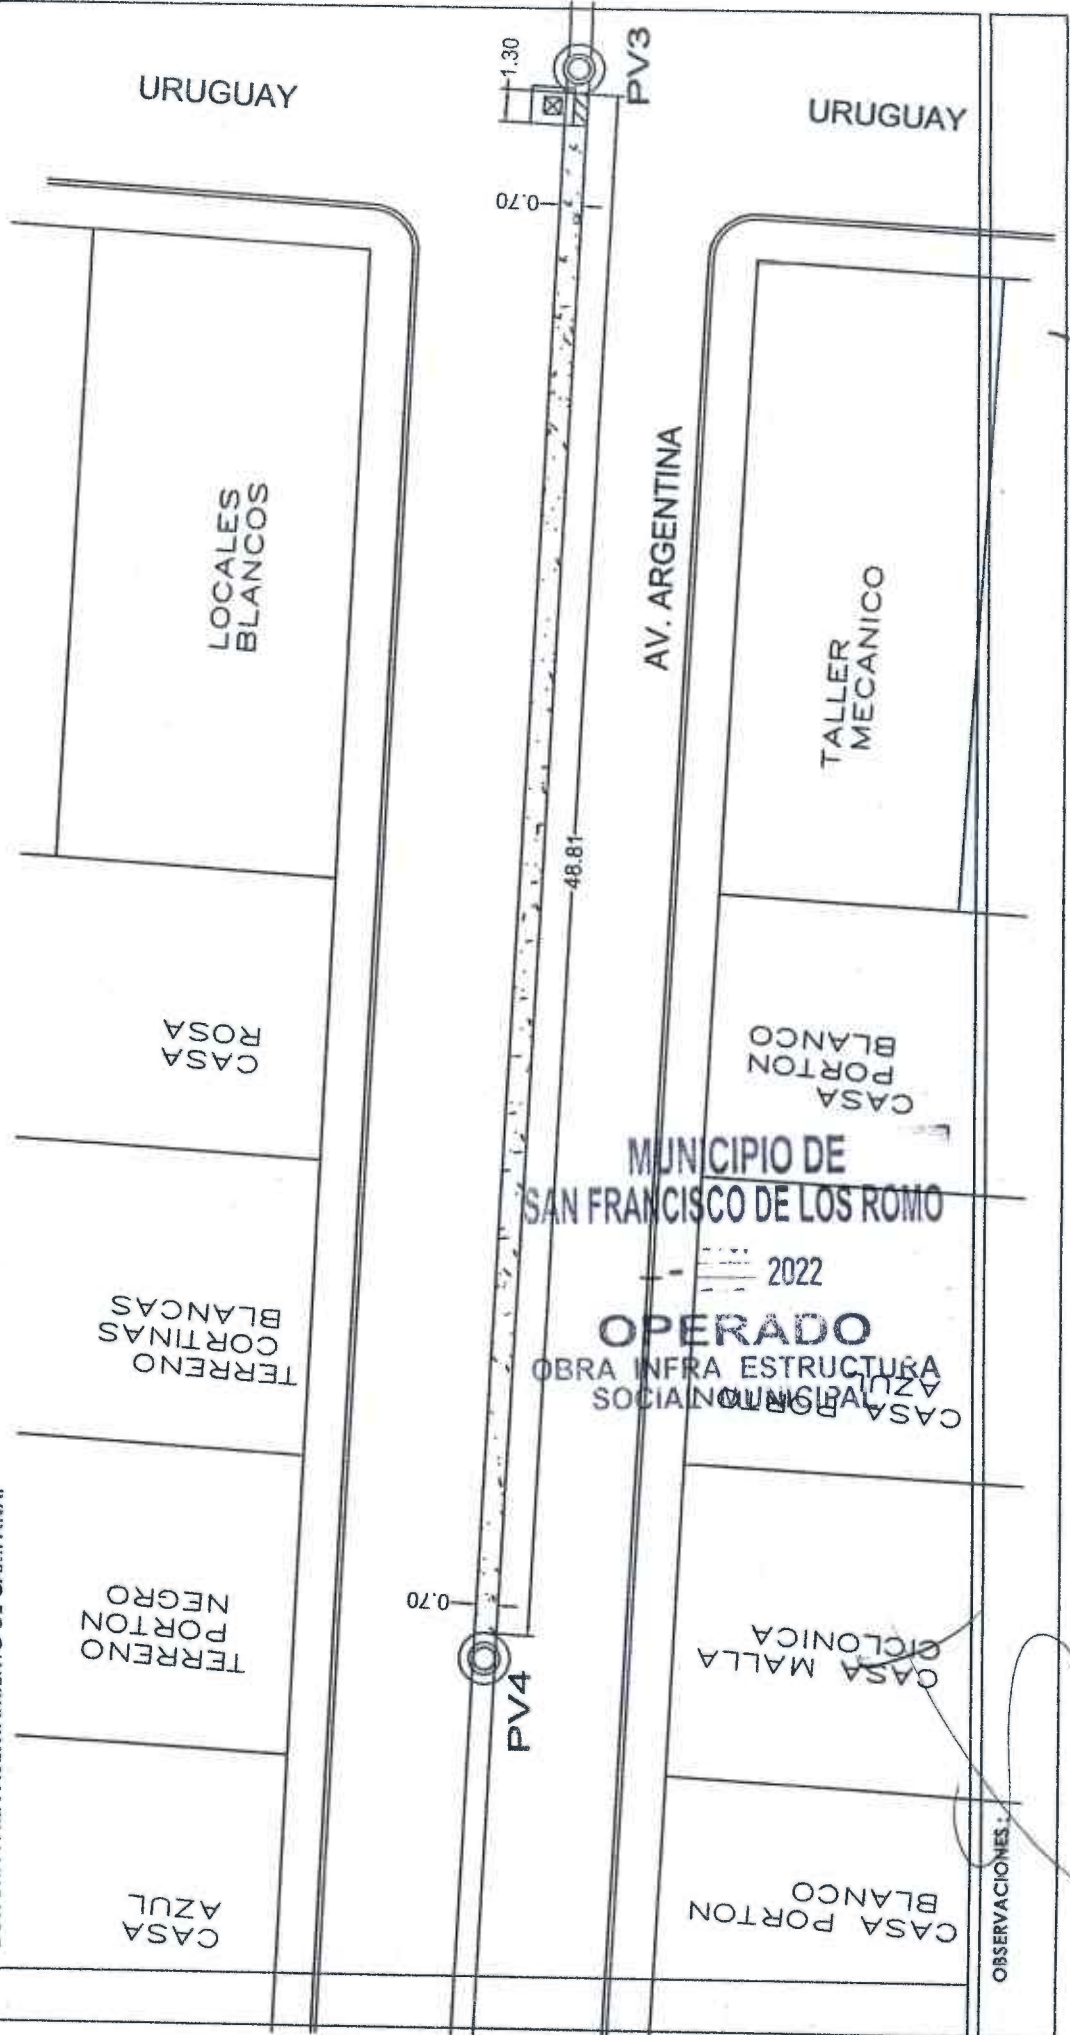 URUGUAY
1.30
PV3
URUGUAY
0.70
LOCALES
BLANCOS
AV. ARGENTINA
TALLER
MECANICO
48.81
CASA
ROSA
CASA
PORTON
BLANCO
MUNICIPIO DE
SAN FRANCISCO DE LOS ROMO
2022
OPERADO
OBRA INFRA ESTRUCTURA
SOCIAL MUNICIPAL
TERRENO
CORTINAS
BLANCAS
CASA PORTON
AZUL
TERRENO
PORTON
NEGRO
0.70
PV4
CASA MALLA
CICLONICA
CASA
AZUL
CASA PORTON
BLANCO
OBSERVACIONES: